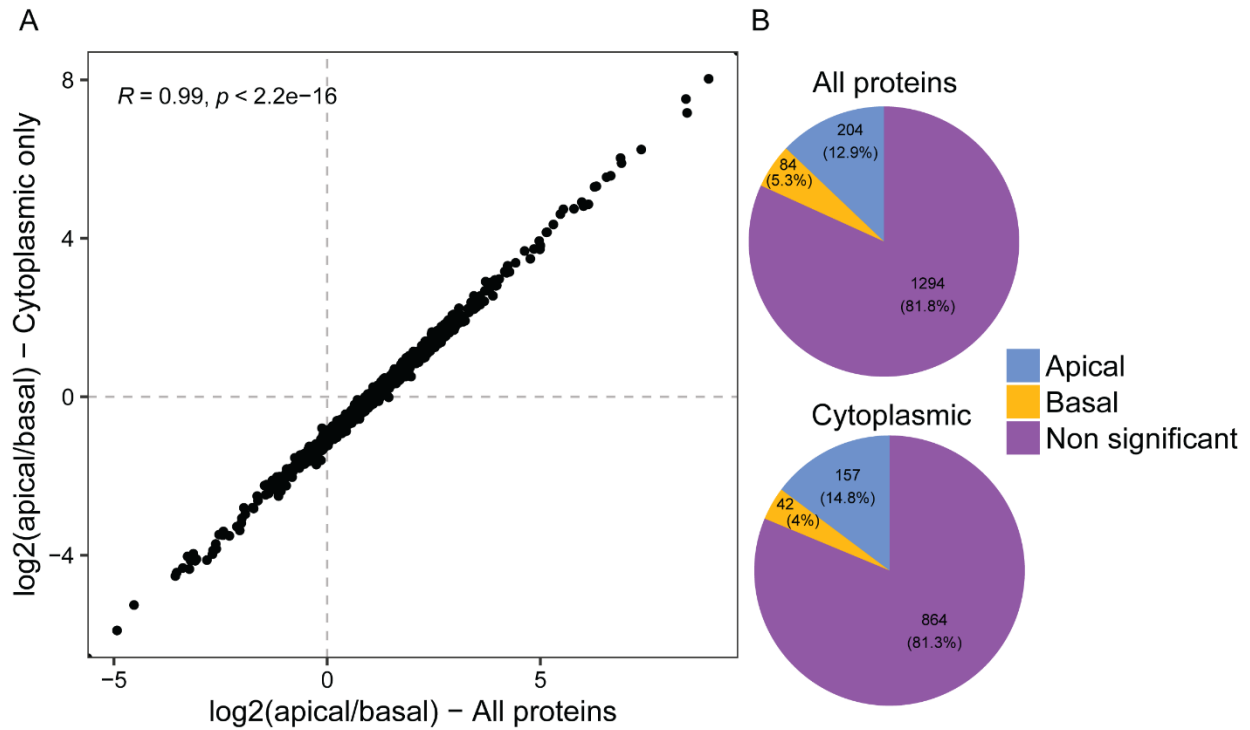 A
log2(apical/basal) − Cytoplasmic only
8
4
0
−4
R = 0.99, p < 2.2e−16
−5
0
5
log2(apical/basal) − All proteins
B
All proteins
204
(12.9%)
84
(5.3%)
1294
(81.8%)
Apical
Basal
Non significant
Cytoplasmic
157
(14.8%)
42
(4%)
864
(81.3%)